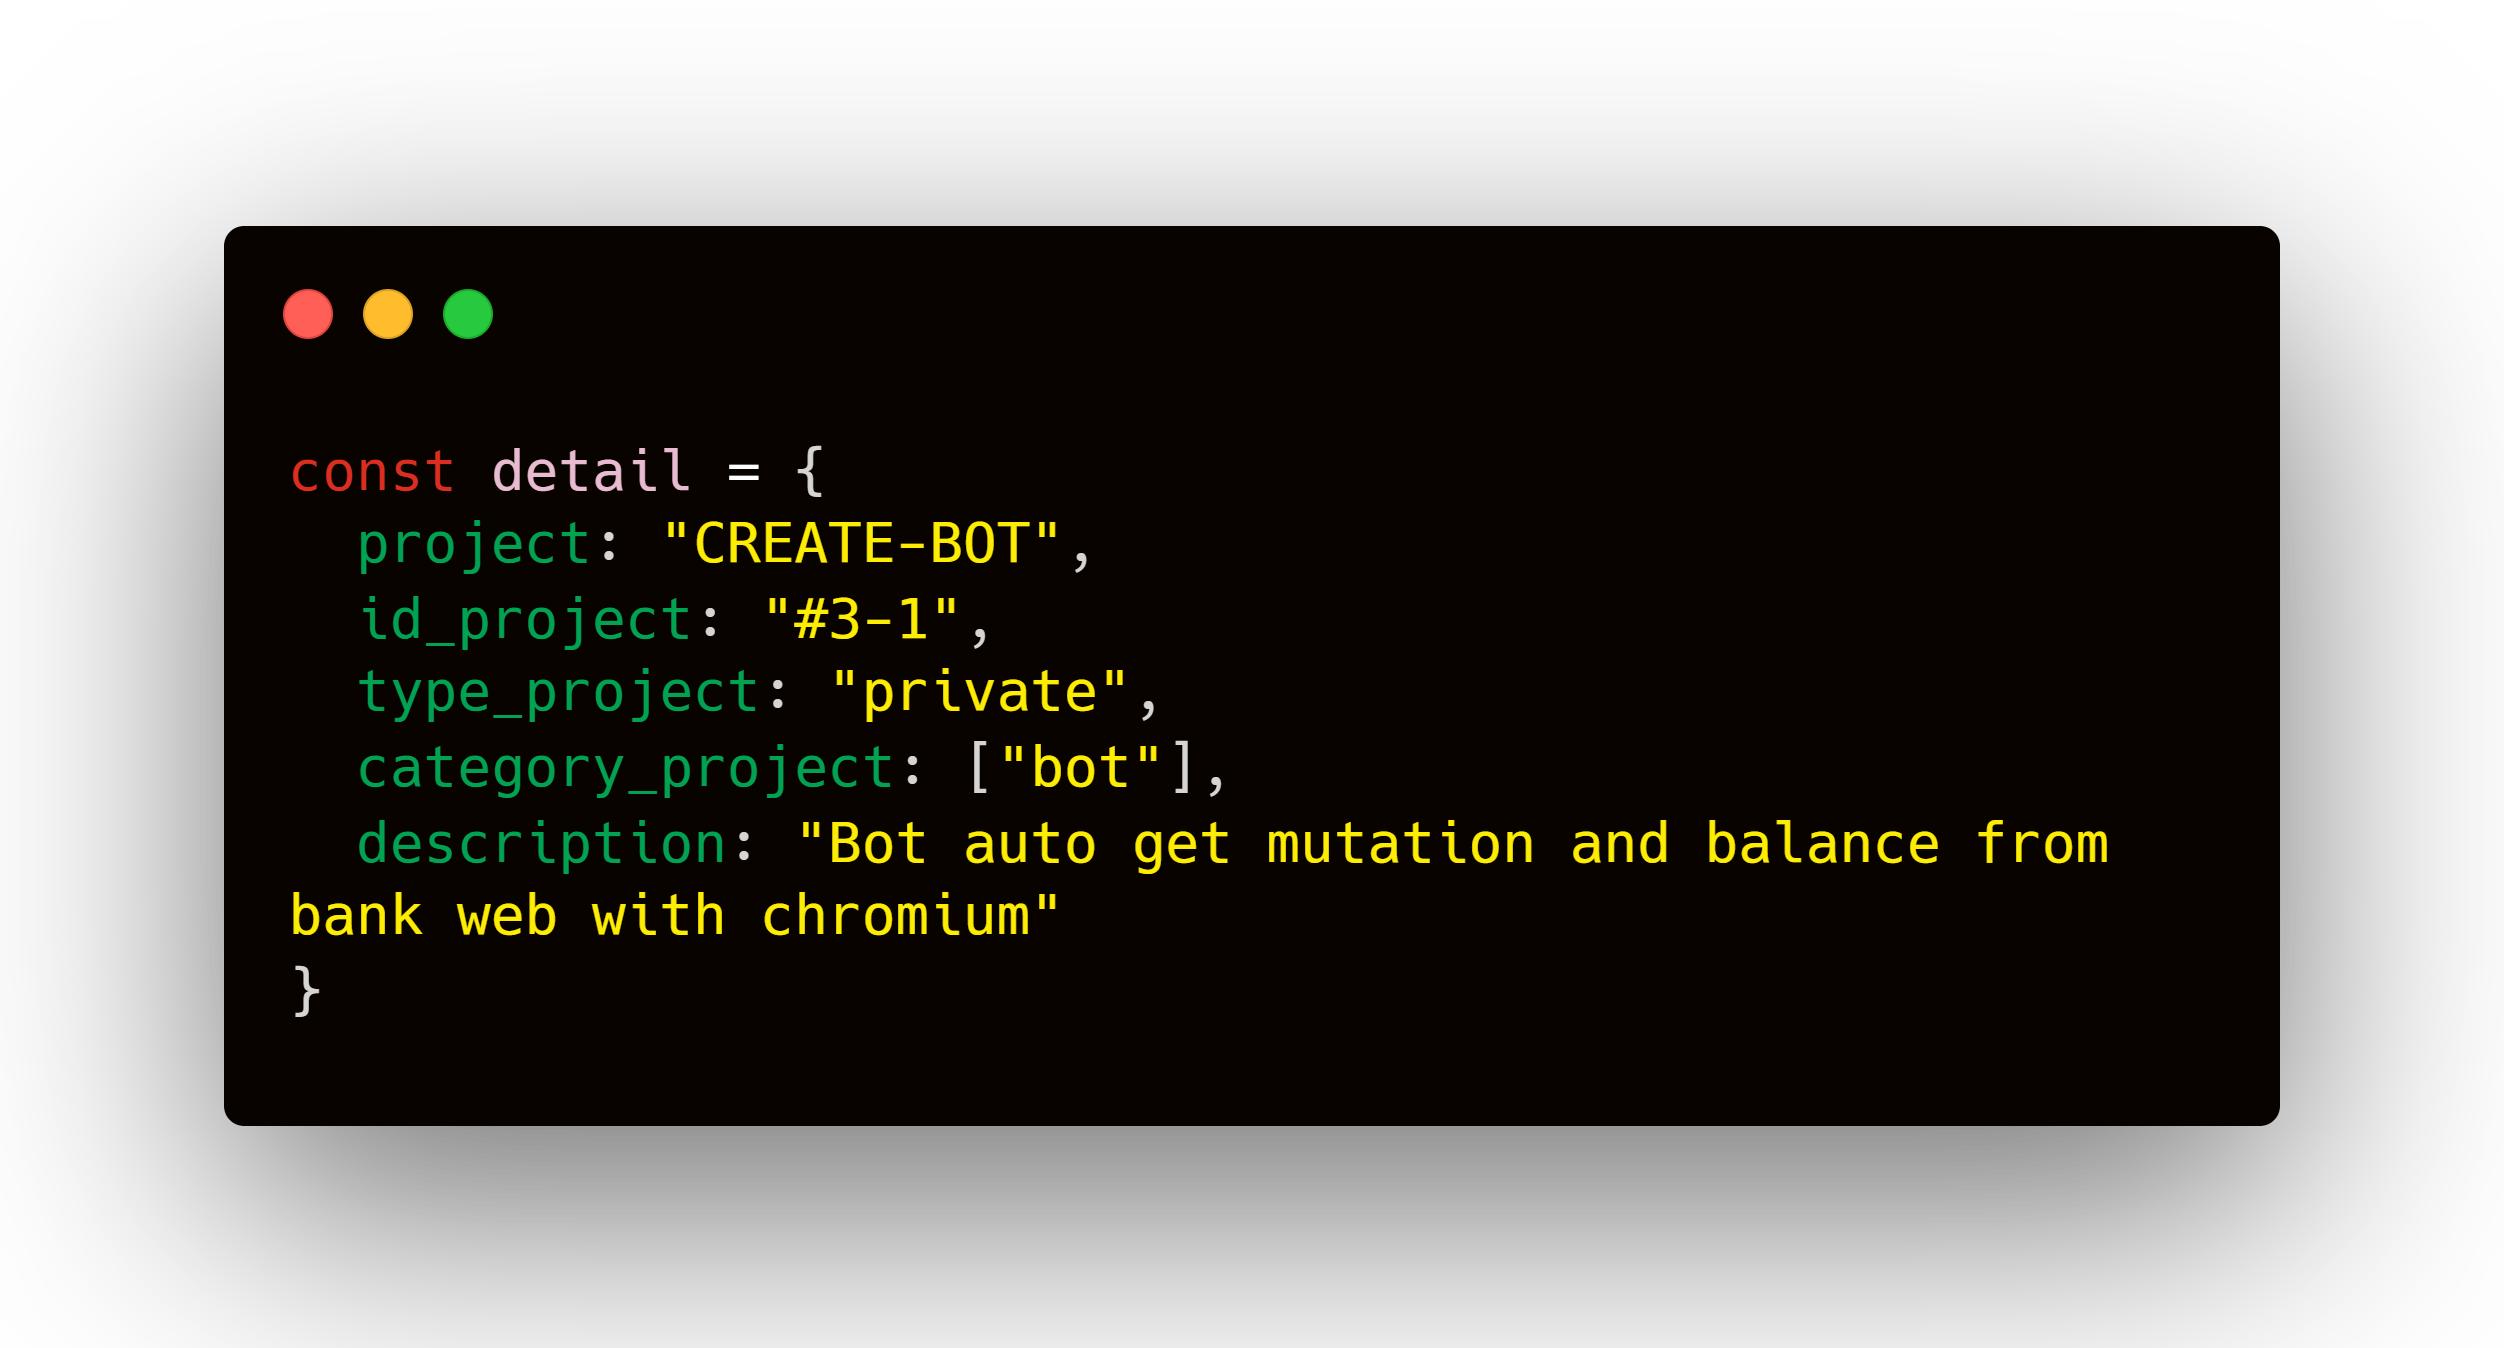 const detail = {
  project: "CREATE-BOT",
  id_project: "#3-1",
  type_project: "private",
  category_project: ["bot"],
  description: "Bot auto get mutation and balance from
bank web with chromium"
}